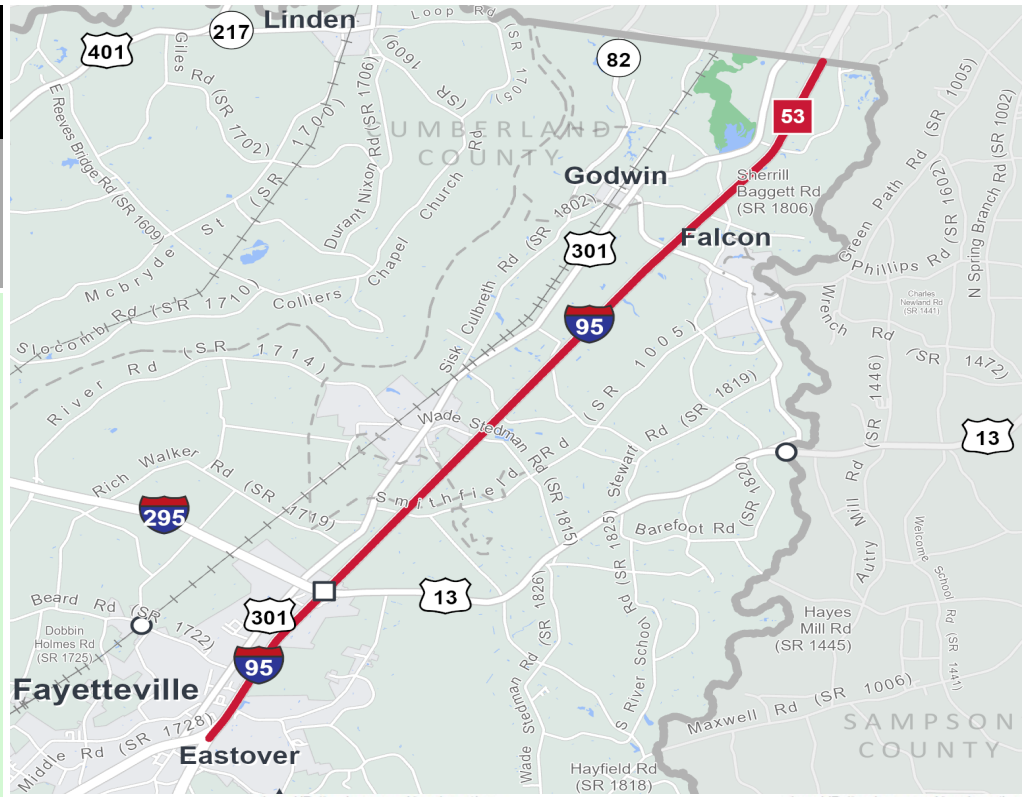 Linden
Loop Rd
(SR 1705)
217
401
Giles Rd (SR 1702)
(SR 1700)
Durant Nixon Rd (SR 1706)
(SR 1609)
82
53
CUMBERLAND
COUNTY
E Reeves Bridge Rd (SR 1609)
Church Rd
Godwin
Sherrill
Baggett Rd
(SR 1806)
Green Path Rd (SR 1005)
(SR 1602)
N Spring Branch Rd (SR 1002)
(SR 1802)
Mcbryde St
301
Falcon
Phillips Rd
Chapel
Colliers
Slocomb Rd (SR 1710)
Sisk Culbreth Rd
95
Wrench Rd
Charles
Newland Rd
(SR 1441)
(SR 1472)
River Rd (SR 1714)
(SR 1005)
(SR 1446)
Wade Stedman Rd (SR 1815)
Stewart Rd (SR 1819)
13
Rich Walker Rd (SR 1719)
Smithfield Rd
295
(SR 1820)
Barefoot Rd
Autry Mill Rd
Welcome School Rd (SR 1441)
13
Beard Rd (SR 1722)
301
Dobbin
Holmes Rd
(SR 1725)
95
Wade Stedman Rd (SR 1826)
S River School Rd (SR 1825)
Hayes
Mill Rd
(SR 1445)
Fayetteville
Maxwell Rd (SR 1006)
SAMPSON
COUNTY
Middle Rd (SR 1728)
Eastover
Hayfield Rd
(SR 1818)